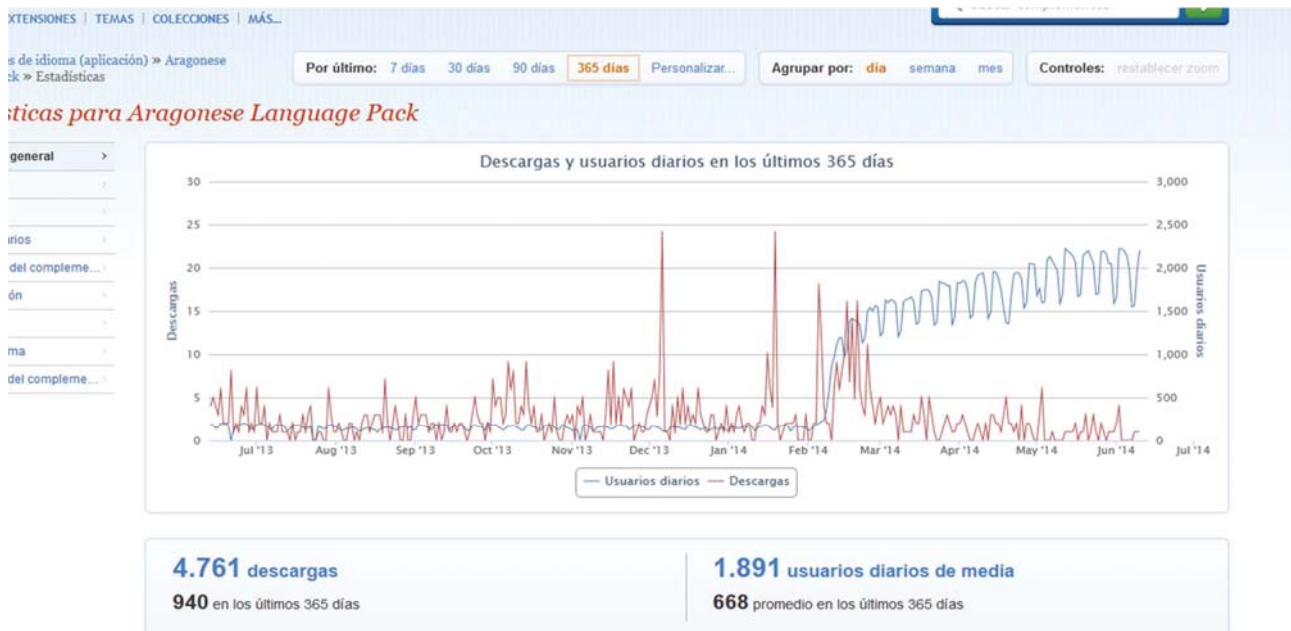 XTENSIONES | TEMAS | COLECCIONES | MÁS...
s de idioma (aplicación) » Aragonese
ck » Estadísticas
Por último: 7 días 30 días 90 días 365 días Personalizar...
Agrupar por: día semana mes
Controles: restablecer zoom
sticas para Aragonese Language Pack
general
arios
del compleme...
ón
ma
del compleme...
Descargas y usuarios diarios en los últimos 365 días
30 3,000
25 2,500
20 2,000
15 1,500
10 1,000
5 500
0 0
Descargas
Usuarios diarios
Jul '13 Aug '13 Sep '13 Oct '13 Nov '13 Dec '13 Jan '14 Feb '14 Mar '14 Apr '14 May '14 Jun '14 Jul '14
Usuarios diarios Descargas
4.761 descargas
940 en los últimos 365 días
1.891 usuarios diarios de media
668 promedio en los últimos 365 días